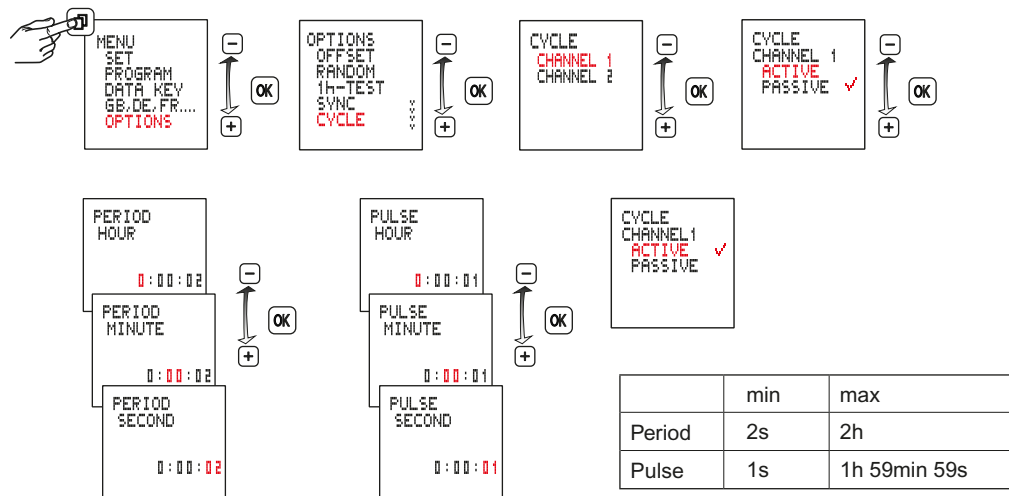 MENU
SET
PROGRAM
DATA KEY
GB,DE,FR....
OPTIONS
−
OK
+
OPTIONS
OFFSET
RANDOM
1h-TEST
SYNC
CYCLE
−
OK
+
CYCLE
CHANNEL 1
CHANNEL 2
−
OK
+
CYCLE
CHANNEL 1
ACTIVE
PASSIVE ✓
−
OK
+
PERIOD
HOUR
0:00:02
PERIOD
MINUTE
0:00:02
PERIOD
SECOND
0:00:02
−
OK
+
PULSE
HOUR
0:00:01
PULSE
MINUTE
0:00:01
PULSE
SECOND
0:00:01
−
OK
+
CYCLE
CHANNEL1
ACTIVE ✓
PASSIVE
min max
Period 2s 2h
Pulse 1s 1h 59min 59s